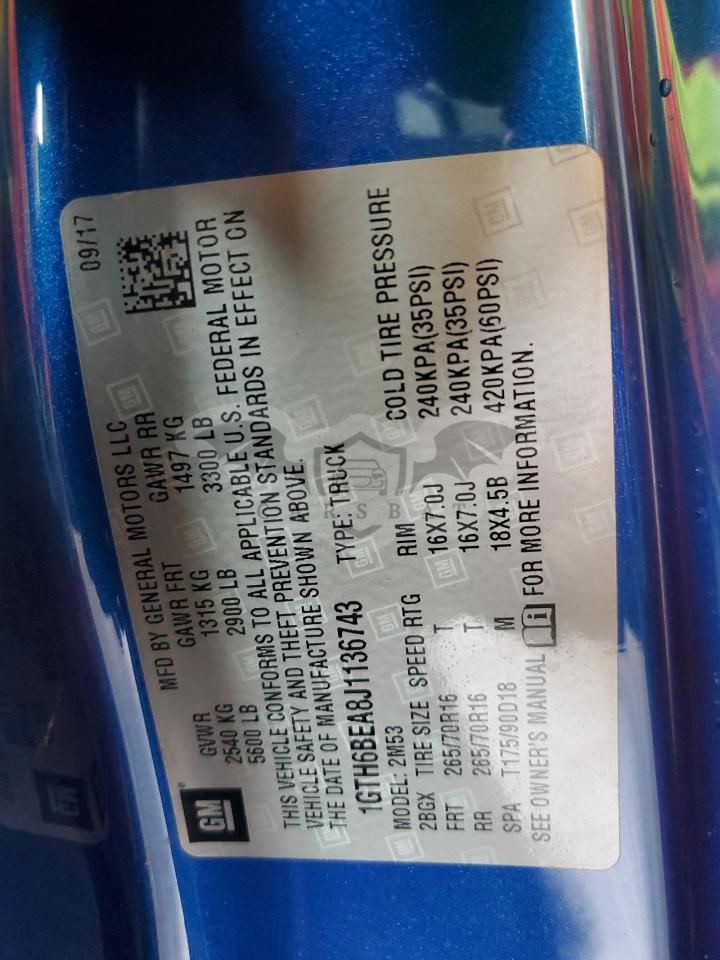 GM
09/17
MFD BY GENERAL MOTORS LLC
GVWR GAWR FRT GAWR RR
2540 KG 1315 KG 1497 KG
5600 LB 2900 LB 3300 LB
THIS VEHICLE CONFORMS TO ALL APPLICABLE U.S. FEDERAL MOTOR
VEHICLE SAFETY AND THEFT PREVENTION STANDARDS IN EFFECT ON
THE DATE OF MANUFACTURE SHOWN ABOVE.
1GTH6BEA8J1136743 TYPE: TRUCK
MODEL: 2M53
2BGX TIRE SIZE SPEED RTG RIM COLD TIRE PRESSURE
FRT 265/70R16 T 16X7.0J 240KPA(35PSI)
RR 265/70R16 T 16X7.0J 240KPA(35PSI)
SPA T175/90D18 M 18X4.5B 420KPA(60PSI)
SEE OWNER'S MANUAL FOR MORE INFORMATION.